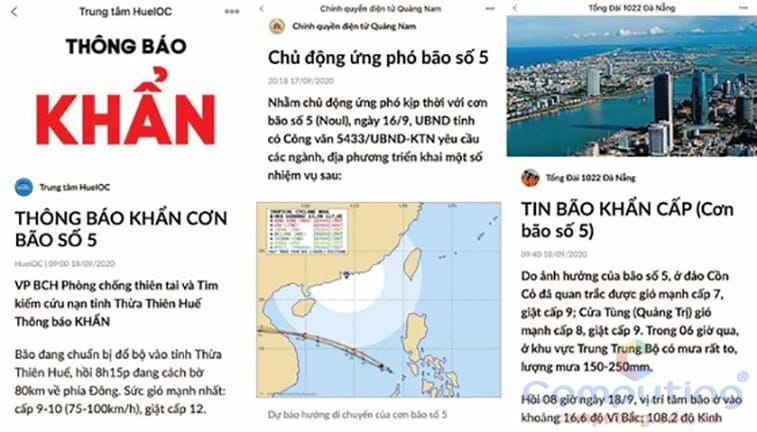 Trung tâm HueIOC
THÔNG BÁO
KHẨN
Trung tâm HueIOC
THÔNG BÁO KHẨN CƠN
BÃO SỐ 5
HueIOC | 09:00 18/09/2020
VP BCH Phòng chống thiên tai và Tìm
kiếm cứu nạn tỉnh Thừa Thiên Huế
Thông báo KHẨN
Bão đang chuẩn bị đổ bộ vào tỉnh Thừa
Thiên Huế, hồi 8h15p đang cách bờ
80km về phía Đông. Sức gió mạnh nhất:
cấp 9-10 (75-100km/h), giật cấp 12.
Chính quyền điện tử Quảng Nam
Chủ động ứng phó bão số 5
20:18 17/09/2020
Nhằm chủ động ứng phó kịp thời với cơn
bão số 5 (Noul), ngày 16/9, UBND tỉnh
có Công văn 5433/UBND-KTN yêu cầu
các ngành, địa phương triển khai một số
nhiệm vụ sau:
Dự báo hướng di chuyển của cơn bão số 5
Tổng Đài 1022 Đà Nẵng
Tổng Đài 1022 Đà Nẵng
TIN BÃO KHẨN CẤP (Cơn
bão số 5)
09:40 18/09/2020
Do ảnh hưởng của bão số 5, ở đảo Cồn
Cỏ đã quan trắc được gió mạnh cấp 7,
giật cấp 9; Cửa Tùng (Quảng Trị) gió
mạnh cấp 8, giật cấp 9. Trong 06 giờ qua,
ở khu vực Trung Trung Bộ có mưa rất to,
lượng mưa 150-250mm.
Hồi 08 giờ ngày 18/9, vị trí tâm bão ở vào
khoảng 16,6 độ Vĩ Bắc; 108,2 độ Kinh
Computing